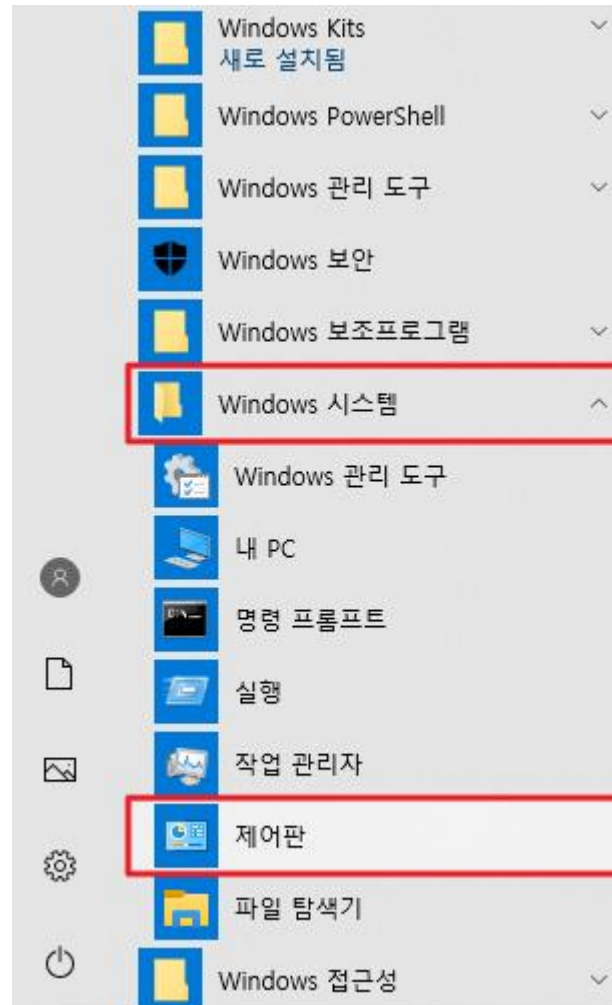 Windows Kits
새로 설치됨
Windows PowerShell
Windows 관리 도구
Windows 보안
Windows 보조프로그램
Windows 시스템
Windows 관리 도구
내 PC
명령 프롬프트
실행
작업 관리자
제어판
파일 탐색기
Windows 접근성